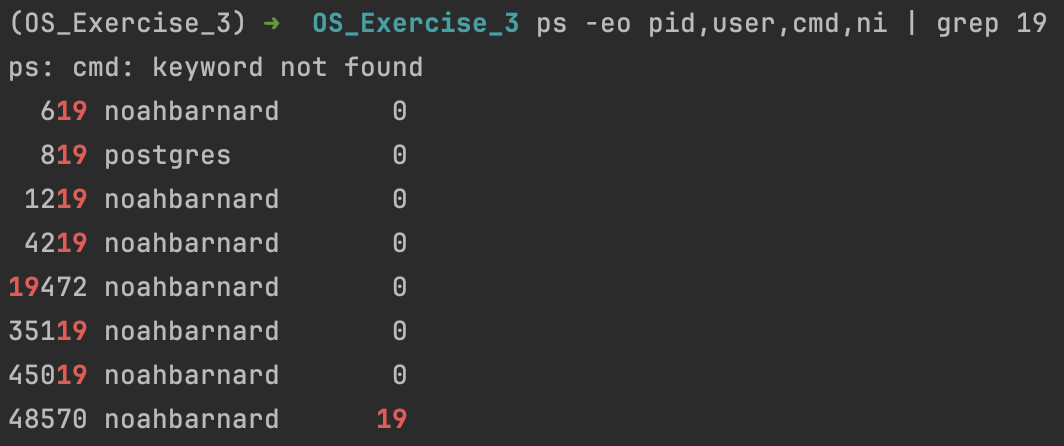 (OS_Exercise_3) ➜  OS_Exercise_3 ps -eo pid,user,cmd,ni | grep 19
ps: cmd: keyword not found
  619 noahbarnard       0
  819 postgres          0
 1219 noahbarnard       0
 4219 noahbarnard       0
19472 noahbarnard       0
35119 noahbarnard       0
45019 noahbarnard       0
48570 noahbarnard      19